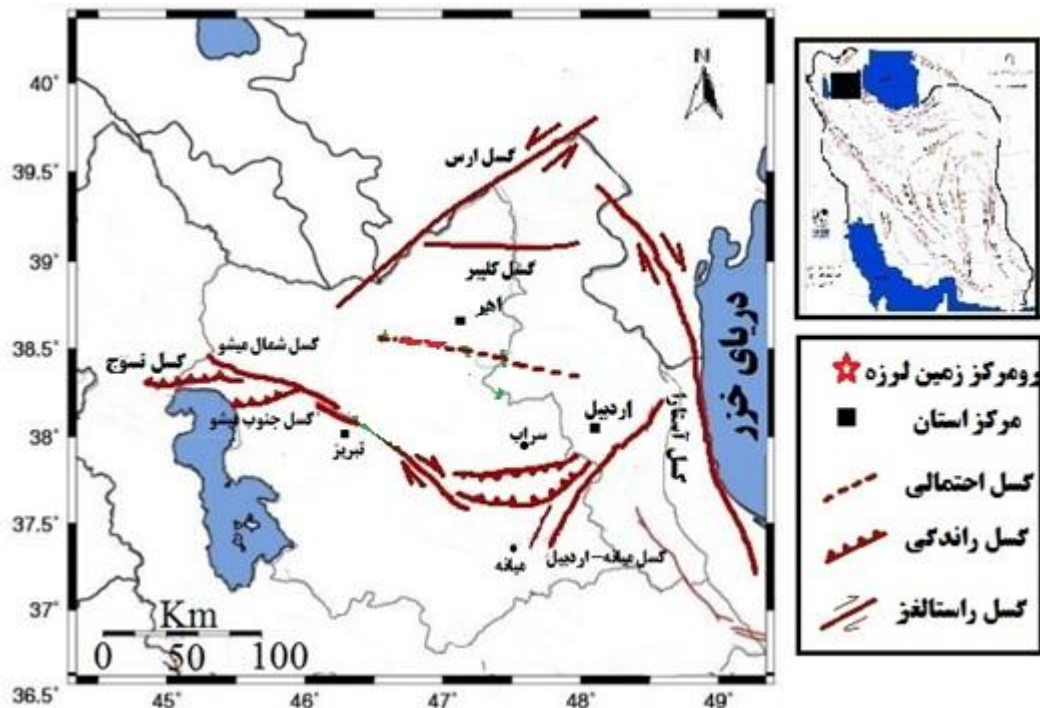 N
40°
39.5°
39°
38.5°
38°
37.5°
37°
36.5°
45°
46°
47°
48°
49°
گسل ارس
گسل کلیبر
اهر
گسل شمال میشو
گسل تسوج
گسل جنوب میشو
تبریز
سراب
اردبیل
گسل آستارا
دریای خزر
میانه
گسل میانه-اردبیل
Km
0 50 100
رومرکز زمین لرزه
مرکز استان
گسل احتمالی
گسل راندگی
گسل راستالغز